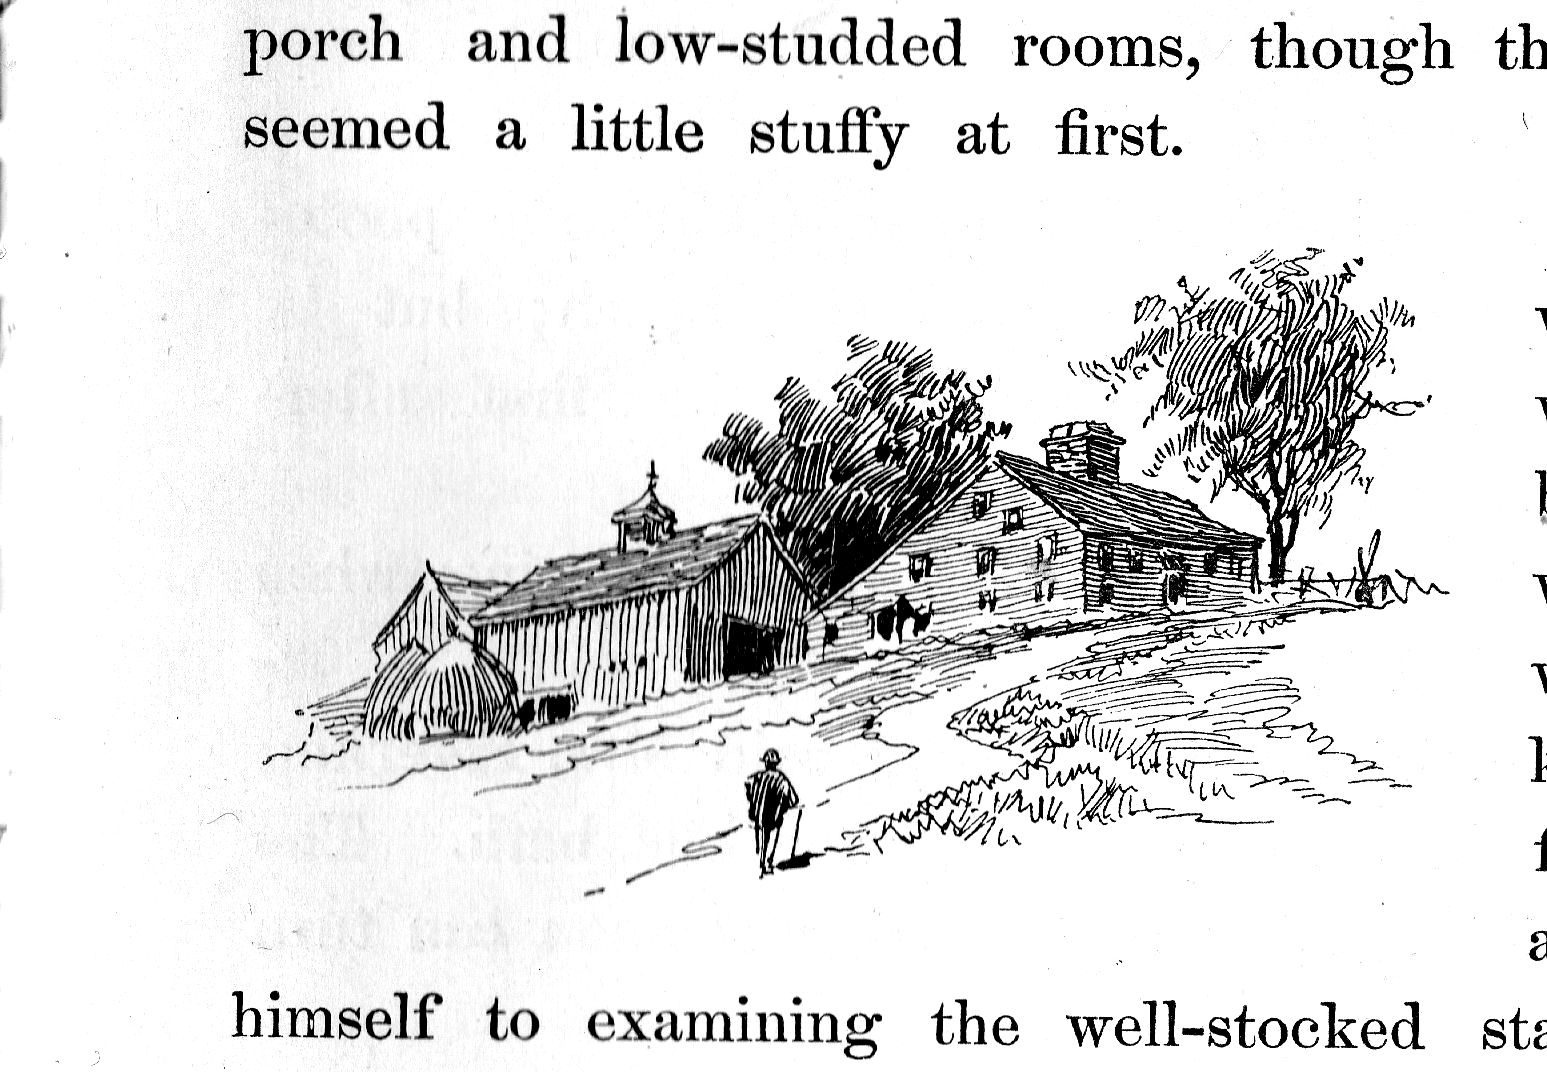 porch and low-studded rooms, though th
seemed a little stuffy at first.
himself to examining the well-stocked sta